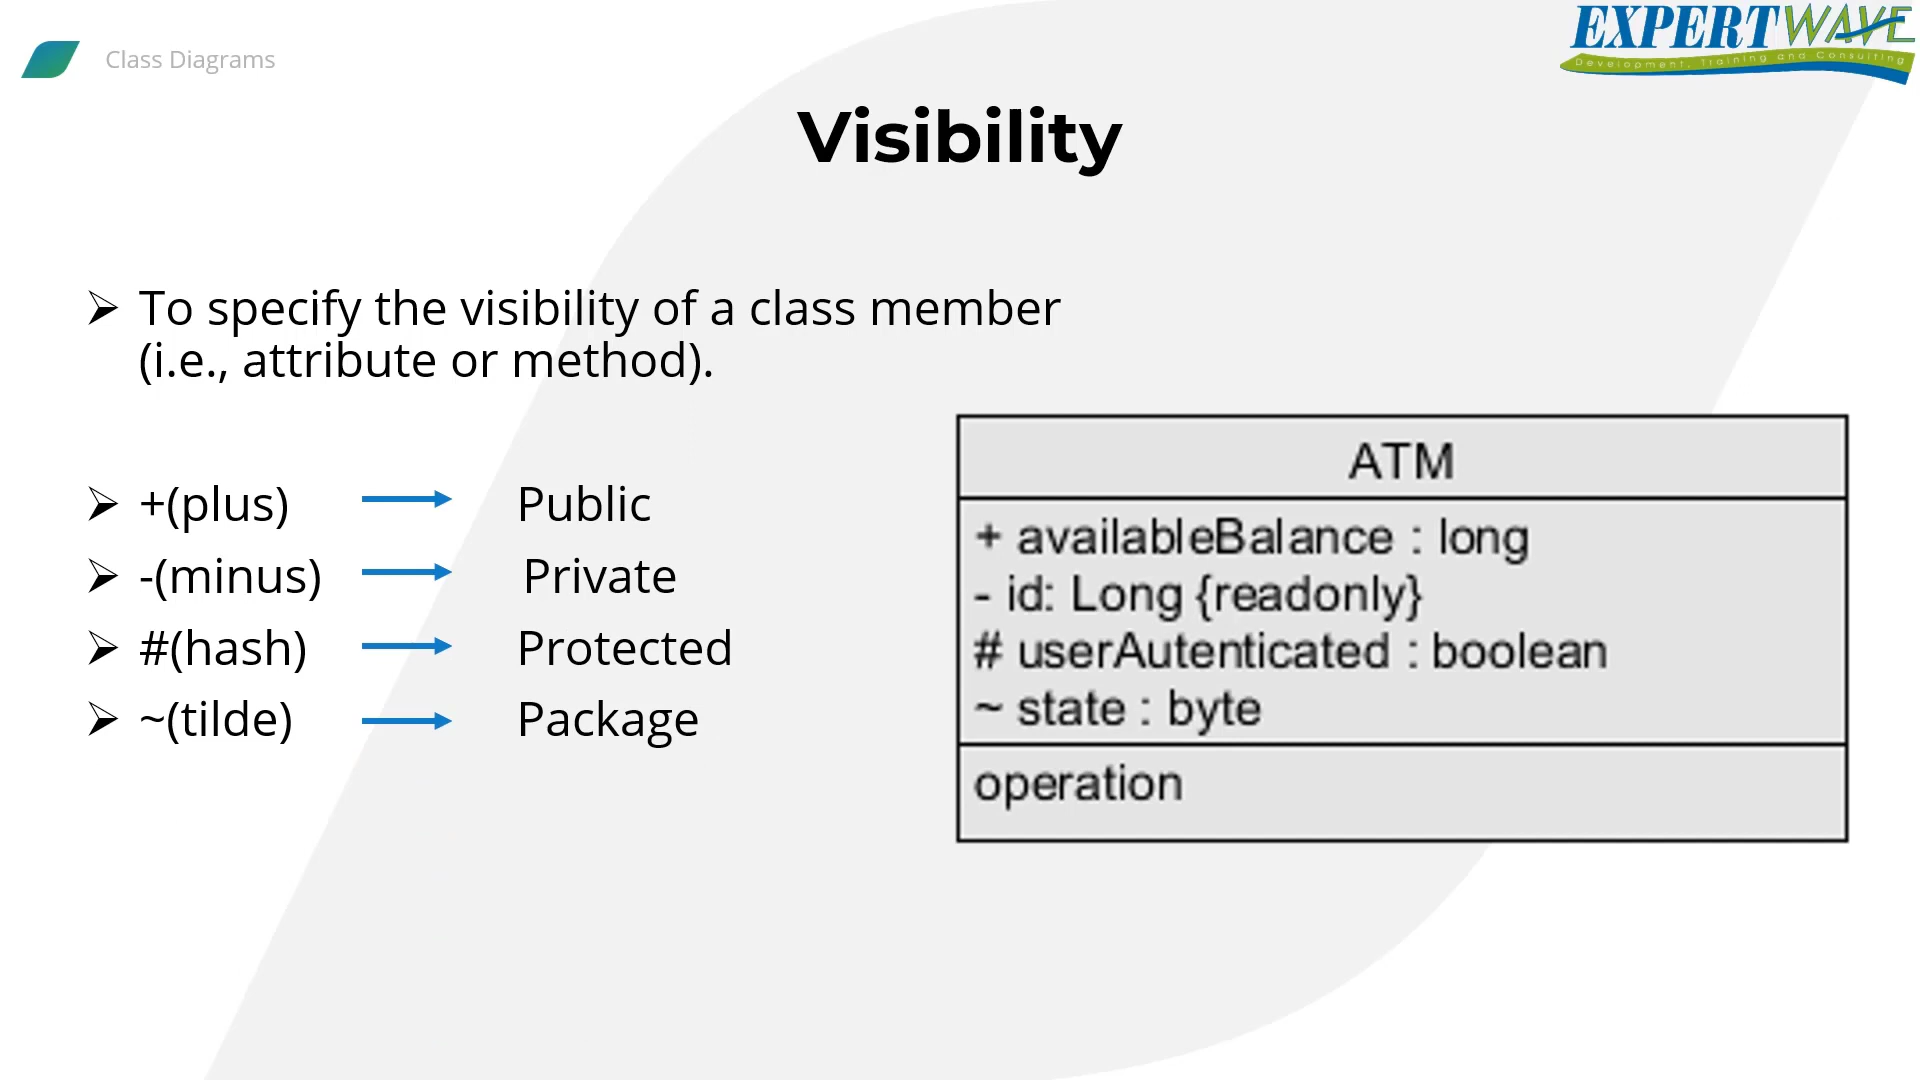 Class Diagrams
EXPERTWAVE
Development, Training and Consulting
Visibility
To specify the visibility of a class member
(i.e., attribute or method).
+(plus) Public
-(minus) Private
#(hash) Protected
~(tilde) Package
ATM
+ availableBalance : long
- id: Long {readonly}
# userAutenticated : boolean
~ state : byte
operation